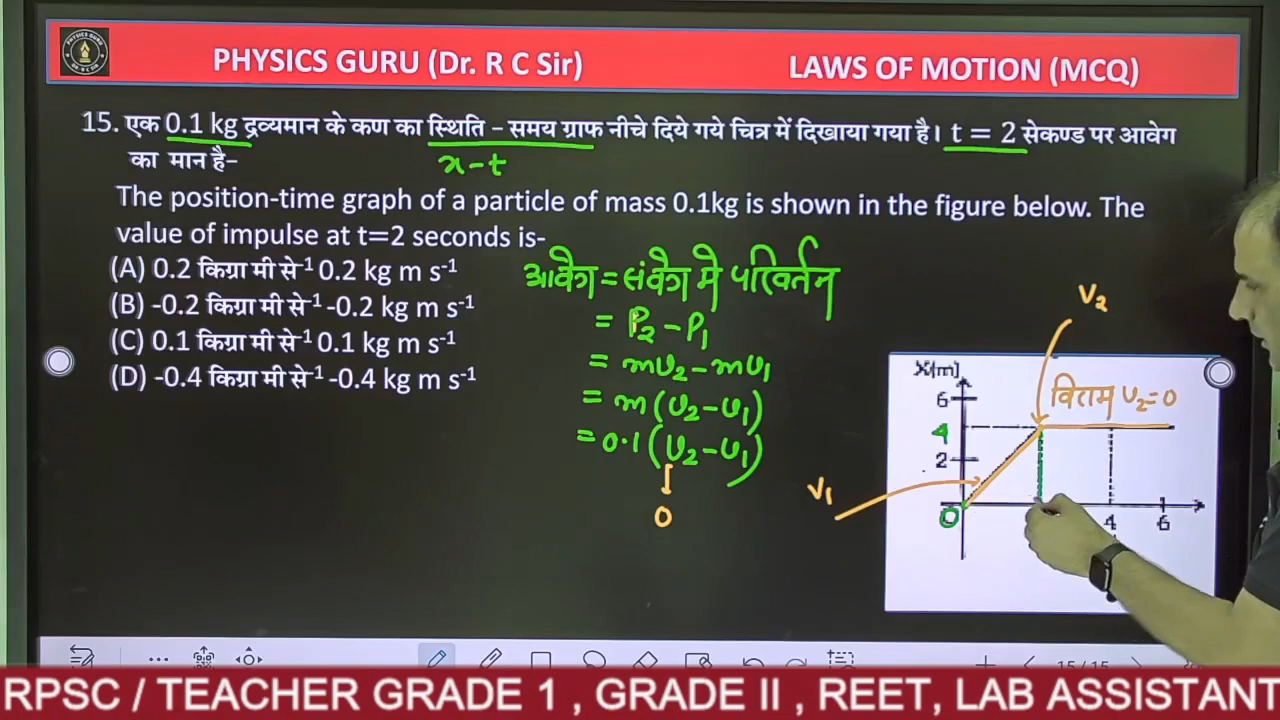 PHYSICS GURU (Dr. R C Sir)
LAWS OF MOTION (MCQ)
15. एक 0.1 kg द्रव्यमान के कण का स्थिति – समय ग्राफ नीचे दिये गये चित्र में दिखाया गया है। t = 2 सेकण्ड पर आवेग
का मान है–
x-t
The position-time graph of a particle of mass 0.1kg is shown in the figure below. The
value of impulse at t=2 seconds is-
(A) 0.2 किग्रा मी से-1 0.2 kg m s-1
(B) -0.2 किग्रा मी से-1 -0.2 kg m s-1
(C) 0.1 किग्रा मी से-1 0.1 kg m s-1
(D) -0.4 किग्रा मी से-1 -0.4 kg m s-1
आवेग = संवेग मे परिवर्तन
= P2 - P1
= mv2 - mv1
= m (v2 - v1)
= 0.1 (v2 - v1)
0
V2
V1
X[m]
6
4
2
0
विराम v2=0
4
6
15 / 15
RPSC / TEACHER GRADE 1 , GRADE II , REET, LAB ASSISTANT